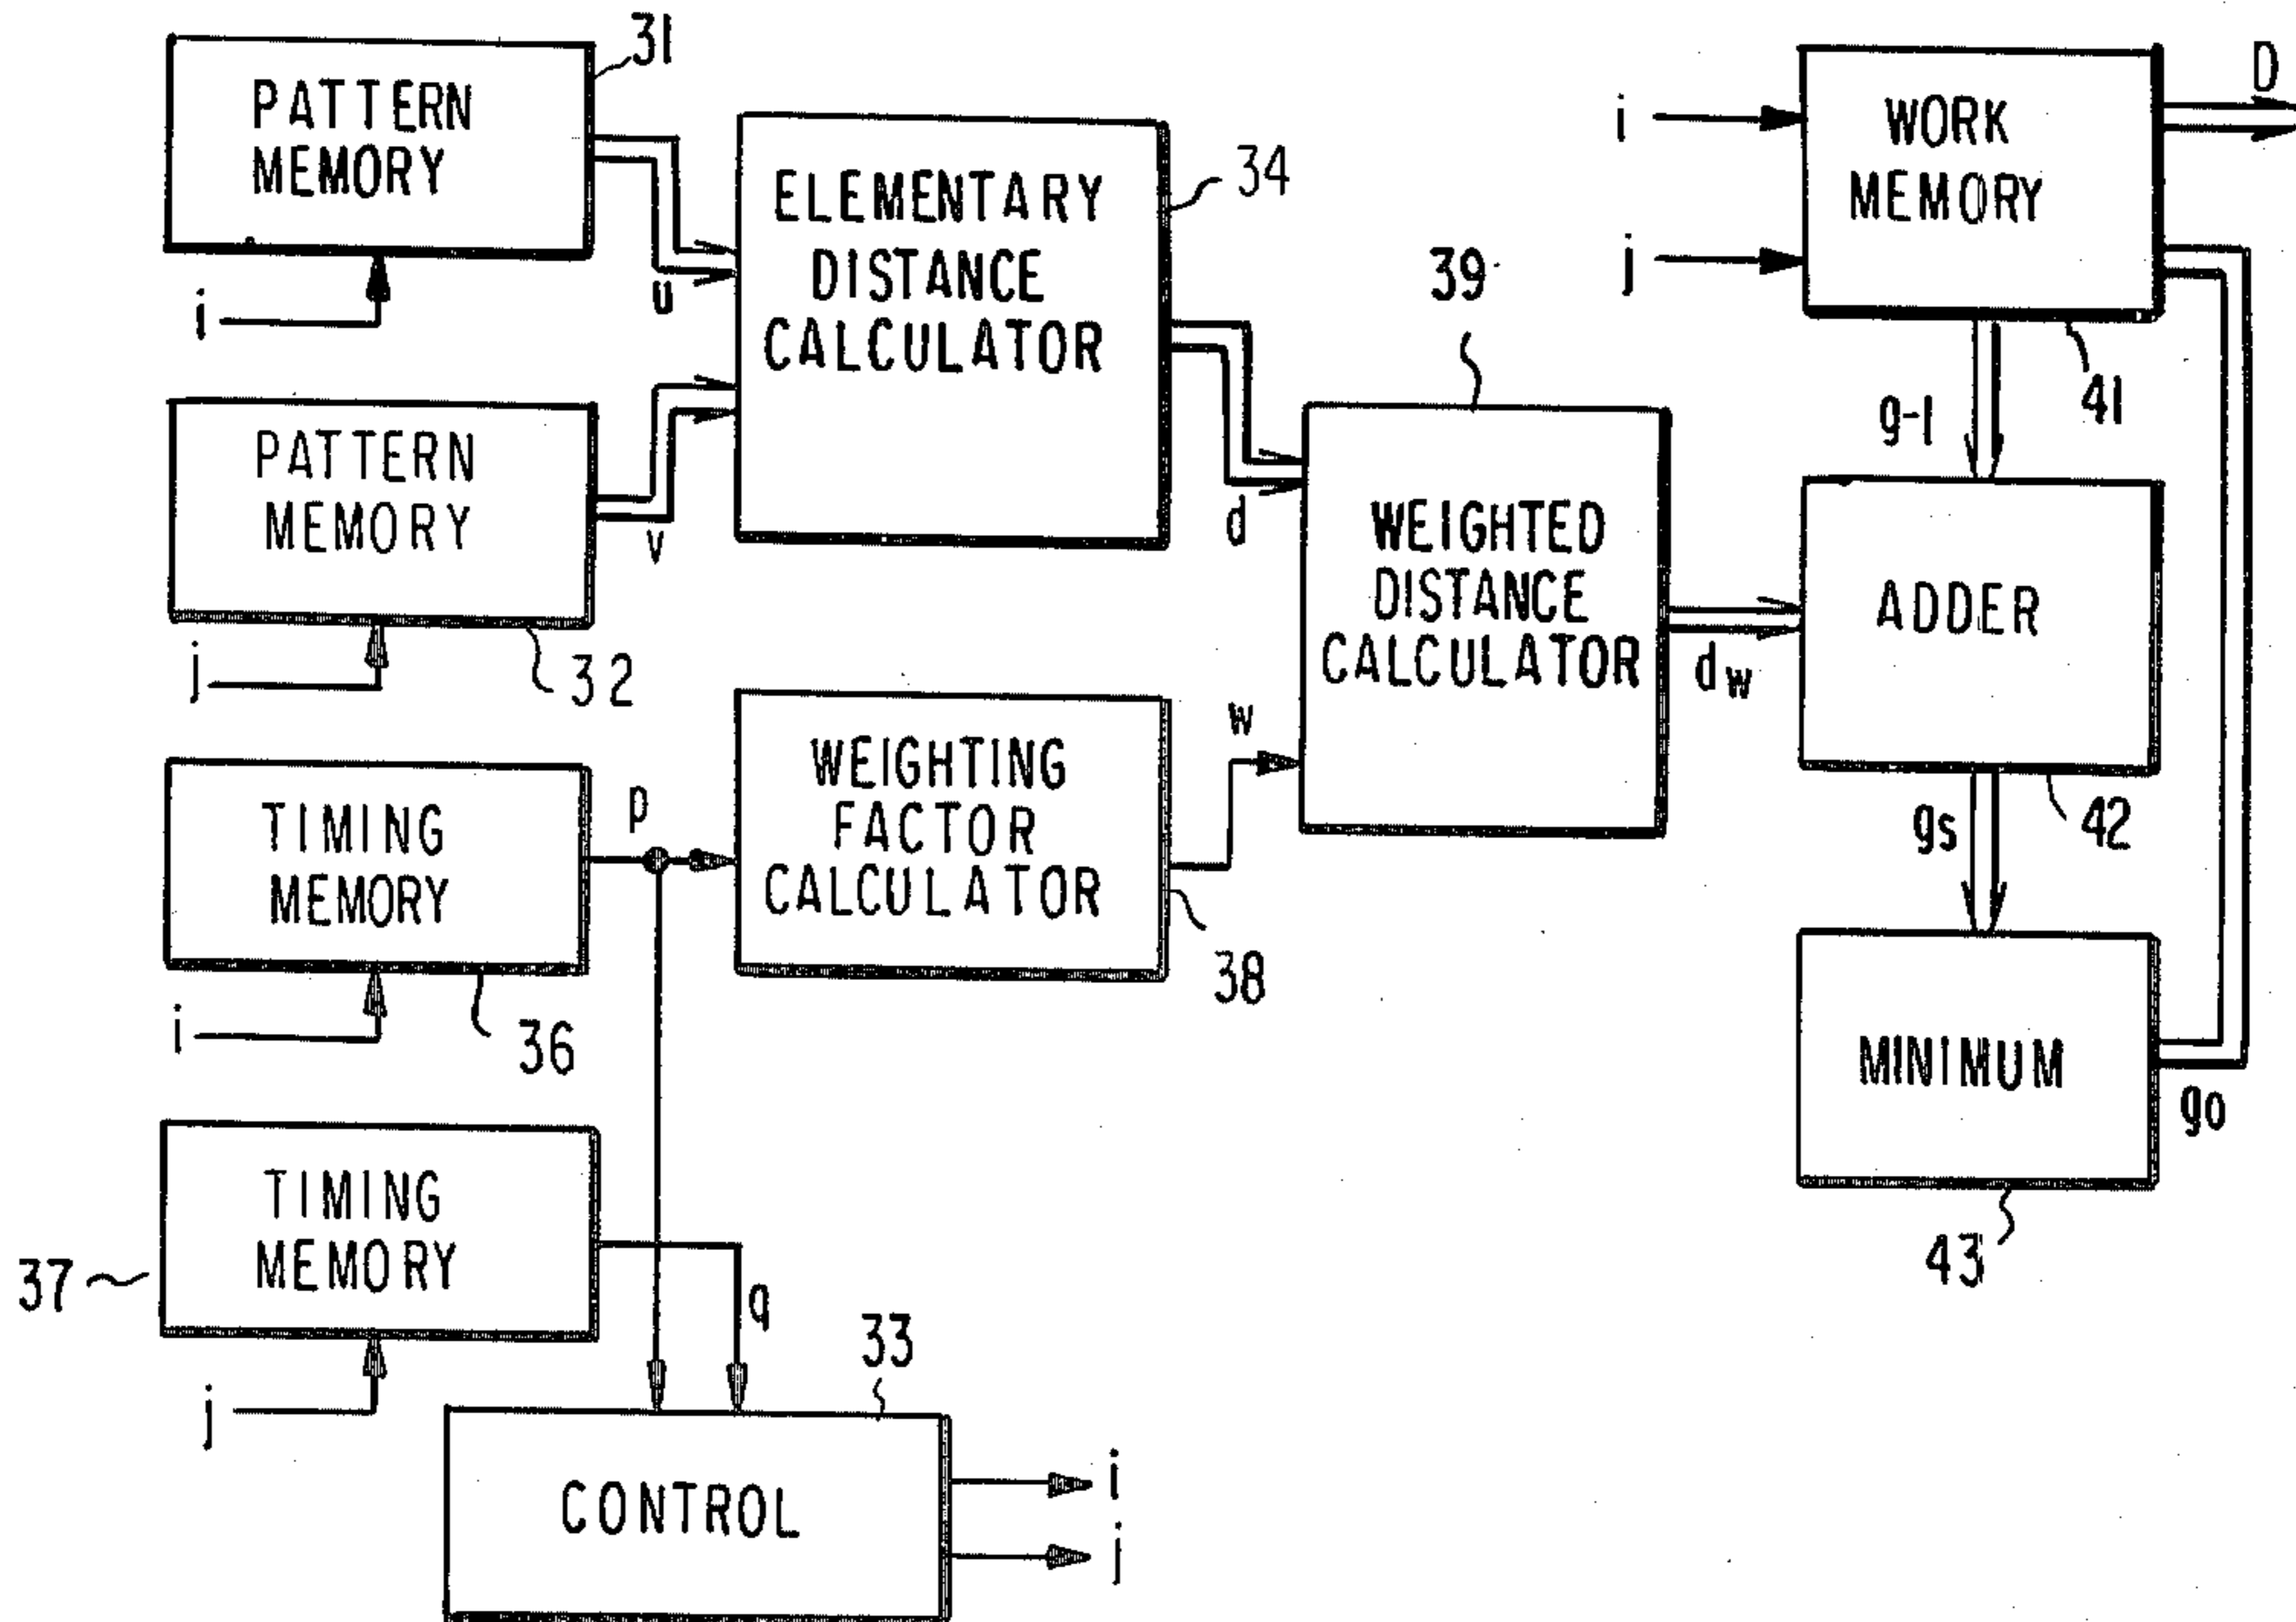 31
PATTERN
MEMORY
i
u
ELEMENTARY
DISTANCE
CALCULATOR
34
PATTERN
MEMORY
j
v
32
d
39
WEIGHTED
DISTANCE
CALCULATOR
dw
i
j
WORK
MEMORY
D
41
g-1
ADDER
42
gs
MINIMUM
go
43
TIMING
MEMORY
i
36
p
WEIGHTING
FACTOR
CALCULATOR
w
38
TIMING
MEMORY
37
j
q
33
CONTROL
i
j